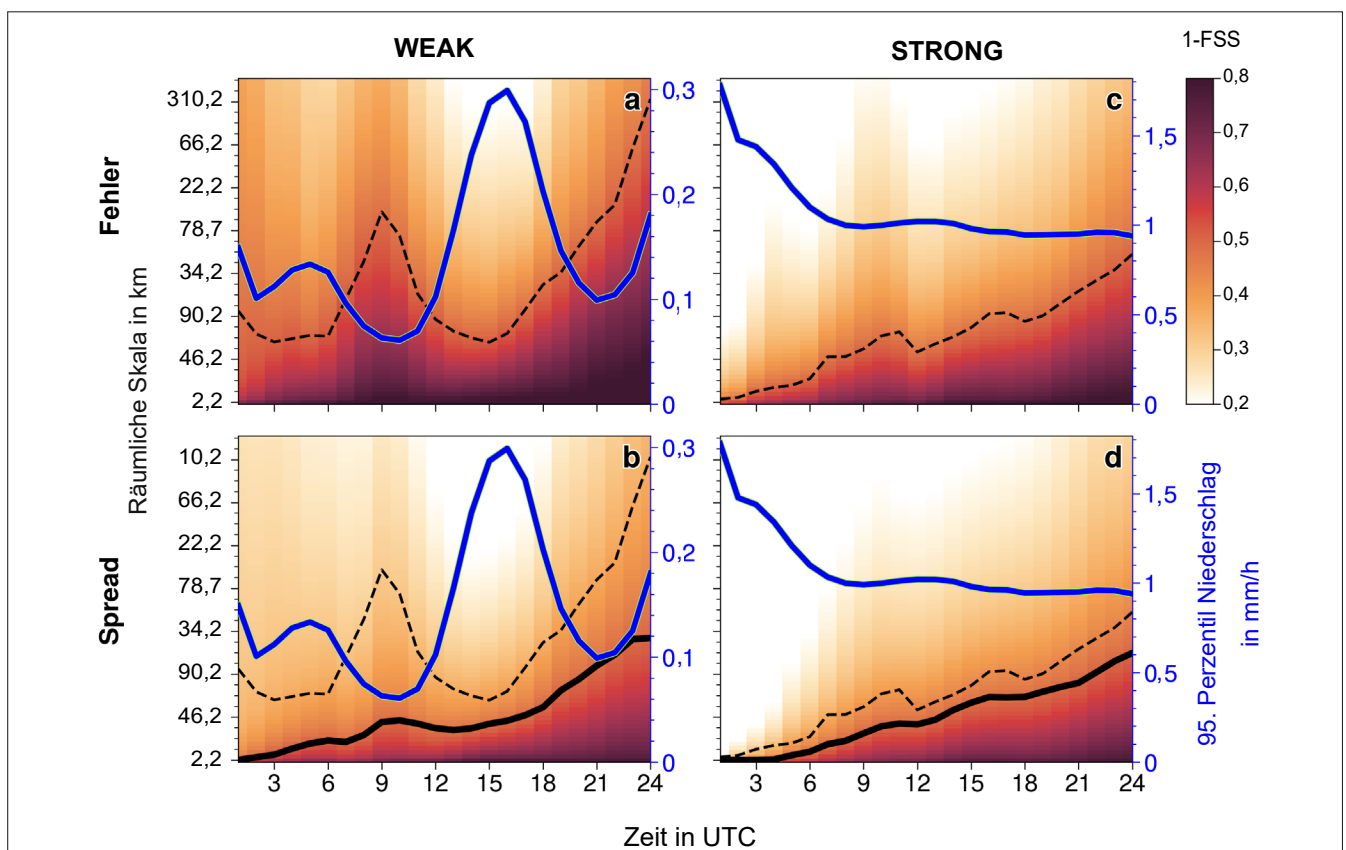 WEAK
STRONG
1-FSS
Fehler
Spread
Räumliche Skala in km
a
310,2
66,2
22,2
78,7
34,2
90,2
46,2
2,2
0,3
0,2
0,1
0
c
1,5
1
0,5
0
0,8
0,7
0,6
0,5
0,4
0,3
0,2
b
10,2
66,2
22,2
78,7
34,2
90,2
46,2
2,2
0,3
0,2
0,1
0
d
1,5
1
0,5
0
95. Perzentil Niederschlag
in mm/h
3 6 9 12 15 18 21 24
3 6 9 12 15 18 21 24
Zeit in UTC